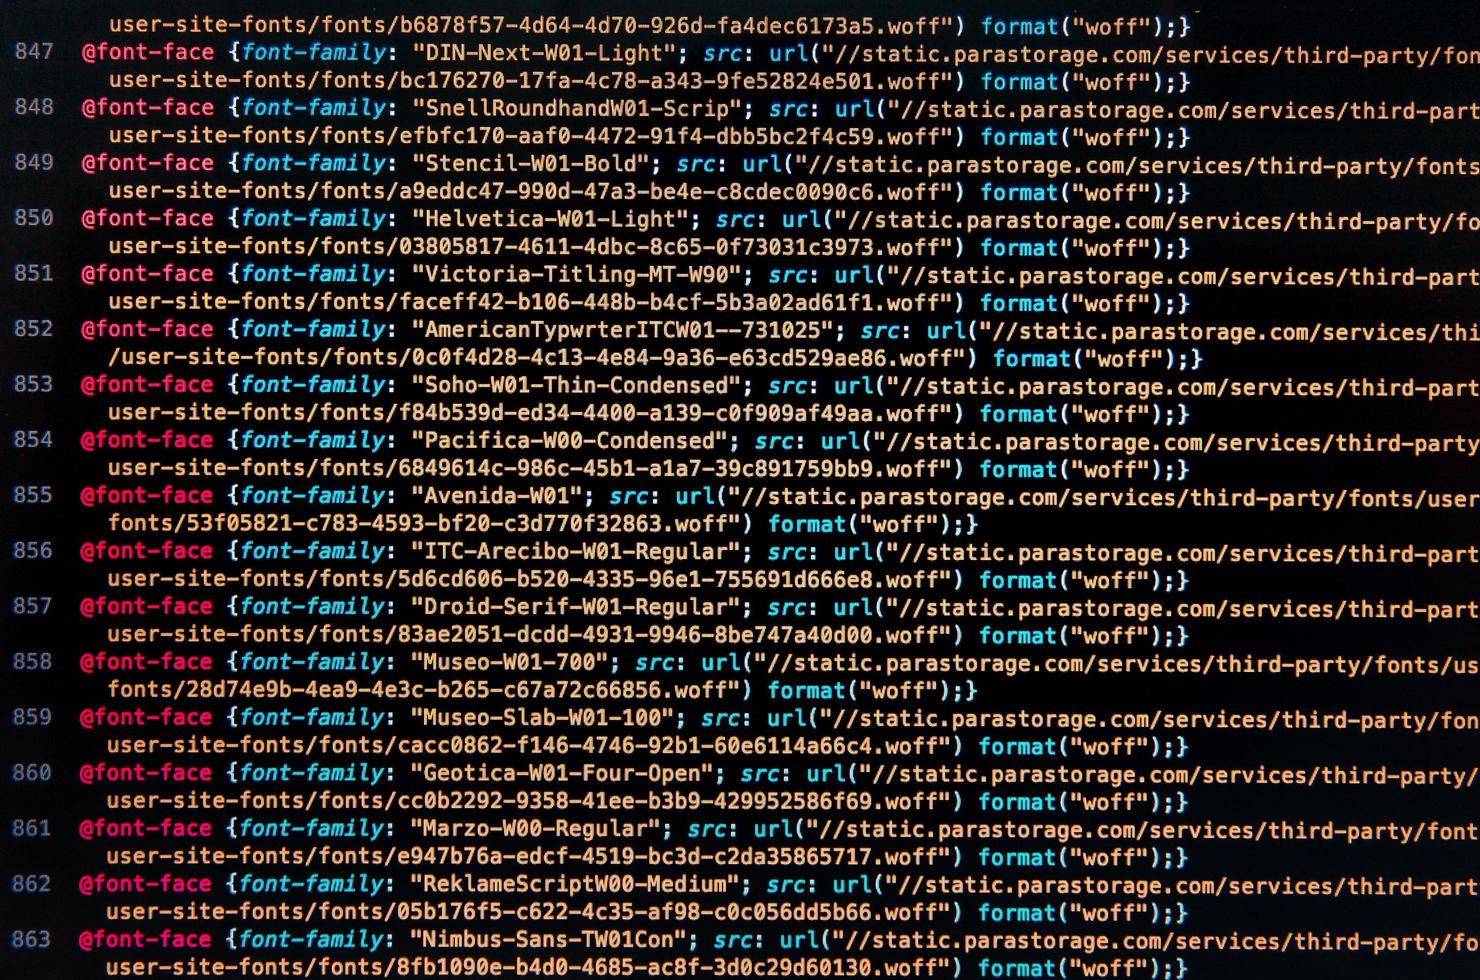 user-site-fonts/fonts/b6878f57-4d64-4d70-926d-fa4dec6173a5.woff") format("woff");}
847 @font-face {font-family: "DIN-Next-W01-Light"; src: url("//static.parastorage.com/services/third-party/fon
user-site-fonts/fonts/bc176270-17fa-4c78-a343-9fe52824e501.woff") format("woff");}
848 @font-face {font-family: "SnellRoundhandW01-Scrip"; src: url("//static.parastorage.com/services/third-part
user-site-fonts/fonts/efbfc170-aaf0-4472-91f4-dbb5bc2f4c59.woff") format("woff");}
849 @font-face {font-family: "Stencil-W01-Bold"; src: url("//static.parastorage.com/services/third-party/fonts
user-site-fonts/fonts/a9eddc47-990d-47a3-be4e-c8cdec0090c6.woff") format("woff");}
850 @font-face {font-family: "Helvetica-W01-Light"; src: url("//static.parastorage.com/services/third-party/fo
user-site-fonts/fonts/03805817-4611-4dbc-8c65-0f73031c3973.woff") format("woff");}
851 @font-face {font-family: "Victoria-Titling-MT-W90"; src: url("//static.parastorage.com/services/third-part
user-site-fonts/fonts/faceff42-b106-448b-b4cf-5b3a02ad61f1.woff") format("woff");}
852 @font-face {font-family: "AmericanTypwrterITCW01--731025"; src: url("//static.parastorage.com/services/thi
/user-site-fonts/fonts/0c0f4d28-4c13-4e84-9a36-e63cd529ae86.woff") format("woff");}
853 @font-face {font-family: "Soho-W01-Thin-Condensed"; src: url("//static.parastorage.com/services/third-part
user-site-fonts/fonts/f84b539d-ed34-4400-a139-c0f909af49aa.woff") format("woff");}
854 @font-face {font-family: "Pacifica-W00-Condensed"; src: url("//static.parastorage.com/services/third-party
user-site-fonts/fonts/6849614c-986c-45b1-a1a7-39c891759bb9.woff") format("woff");}
855 @font-face {font-family: "Avenida-W01"; src: url("//static.parastorage.com/services/third-party/fonts/user
fonts/53f05821-c783-4593-bf20-c3d770f32863.woff") format("woff");}
856 @font-face {font-family: "ITC-Arecibo-W01-Regular"; src: url("//static.parastorage.com/services/third-part
user-site-fonts/fonts/5d6cd606-b520-4335-96e1-755691d666e8.woff") format("woff");}
857 @font-face {font-family: "Droid-Serif-W01-Regular"; src: url("//static.parastorage.com/services/third-part
user-site-fonts/fonts/83ae2051-dcdd-4931-9946-8be747a40d00.woff") format("woff");}
858 @font-face {font-family: "Museo-W01-700"; src: url("//static.parastorage.com/services/third-party/fonts/us
fonts/28d74e9b-4ea9-4e3c-b265-c67a72c66856.woff") format("woff");}
859 @font-face {font-family: "Museo-Slab-W01-100"; src: url("//static.parastorage.com/services/third-party/fon
user-site-fonts/fonts/cacc0862-f146-4746-92b1-60e6114a66c4.woff") format("woff");}
860 @font-face {font-family: "Geotica-W01-Four-Open"; src: url("//static.parastorage.com/services/third-party/
user-site-fonts/fonts/cc0b2292-9358-41ee-b3b9-429952586f69.woff") format("woff");}
861 @font-face {font-family: "Marzo-W00-Regular"; src: url("//static.parastorage.com/services/third-party/font
user-site-fonts/fonts/e947b76a-edcf-4519-bc3d-c2da35865717.woff") format("woff");}
862 @font-face {font-family: "ReklameScriptW00-Medium"; src: url("//static.parastorage.com/services/third-part
user-site-fonts/fonts/05b176f5-c622-4c35-af98-c0c056dd5b66.woff") format("woff");}
863 @font-face {font-family: "Nimbus-Sans-TW01Con"; src: url("//static.parastorage.com/services/third-party/fo
user-site-fonts/fonts/8fb1090e-b4d0-4685-ac8f-3d0c29d60130.woff") format("woff");}